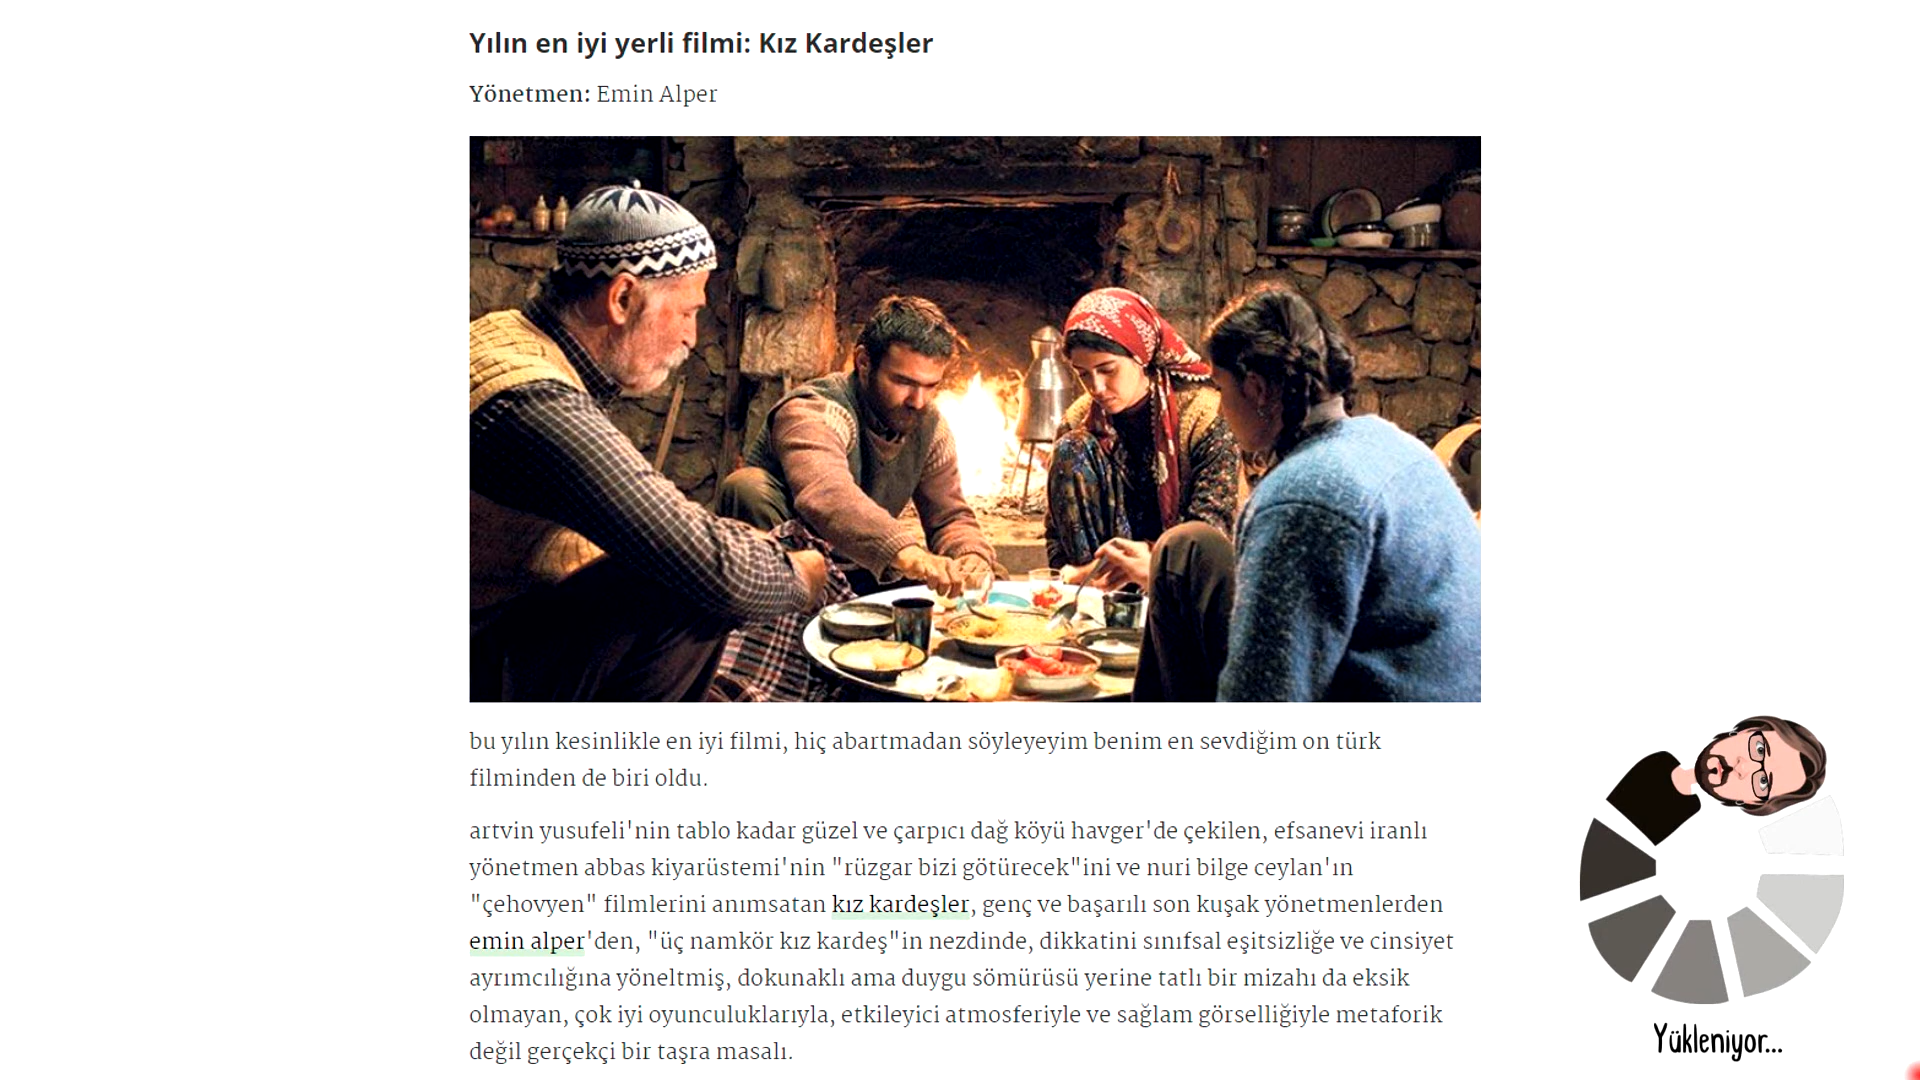 Yılın en iyi yerli filmi: Kız Kardeşler
Yönetmen: Emin Alper
bu yılın kesinlikle en iyi filmi, hiç abartmadan söyleyeyim benim en sevdiğim on türk
filminden de biri oldu.
artvin yusufeli'nin tablo kadar güzel ve çarpıcı dağ köyü havger'de çekilen, efsanevi iranlı
yönetmen abbas kiyarüstemi'nin "rüzgar bizi götürecek"ini ve nuri bilge ceylan'ın
"çehovyen" filmlerini anımsatan kız kardeşler, genç ve başarılı son kuşak yönetmenlerden
emin alper'den, "üç namkör kız kardeş"in nezdinde, dikkatini sınıfsal eşitsizliğe ve cinsiyet
ayrımcılığına yöneltmiş, dokunaklı ama duygu sömürüsü yerine tatlı bir mizahı da eksik
olmayan, çok iyi oyunculuklarıyla, etkileyici atmosferiyle ve sağlam görselliğiyle metaforik
değil gerçekçi bir taşra masalı.
Yükleniyor...